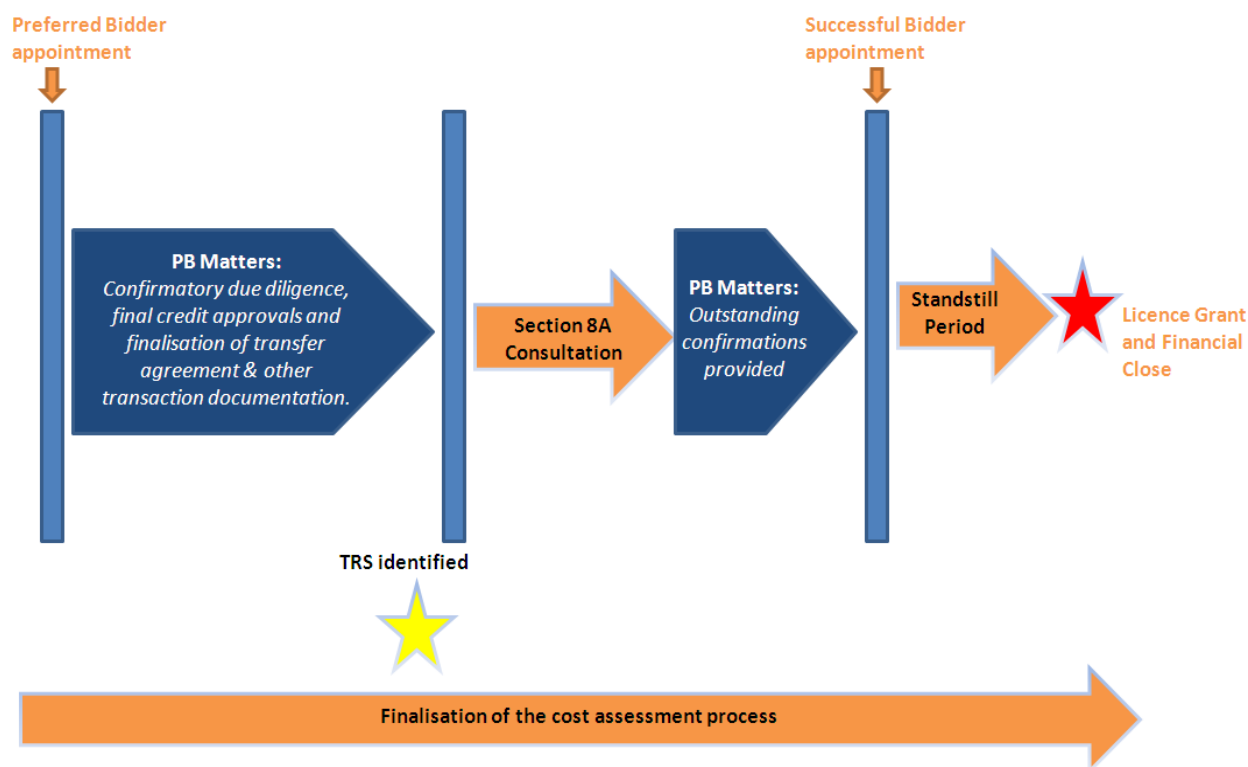 Preferred Bidder
appointment
Successful Bidder
appointment
PB Matters:
Confirmatory due diligence,
final credit approvals and
finalisation of transfer
agreement & other
transaction documentation.
Section 8A
Consultation
PB Matters:
Outstanding
confirmations
provided
Standstill
Period
Licence Grant
and Financial
Close
TRS identified
Finalisation of the cost assessment process